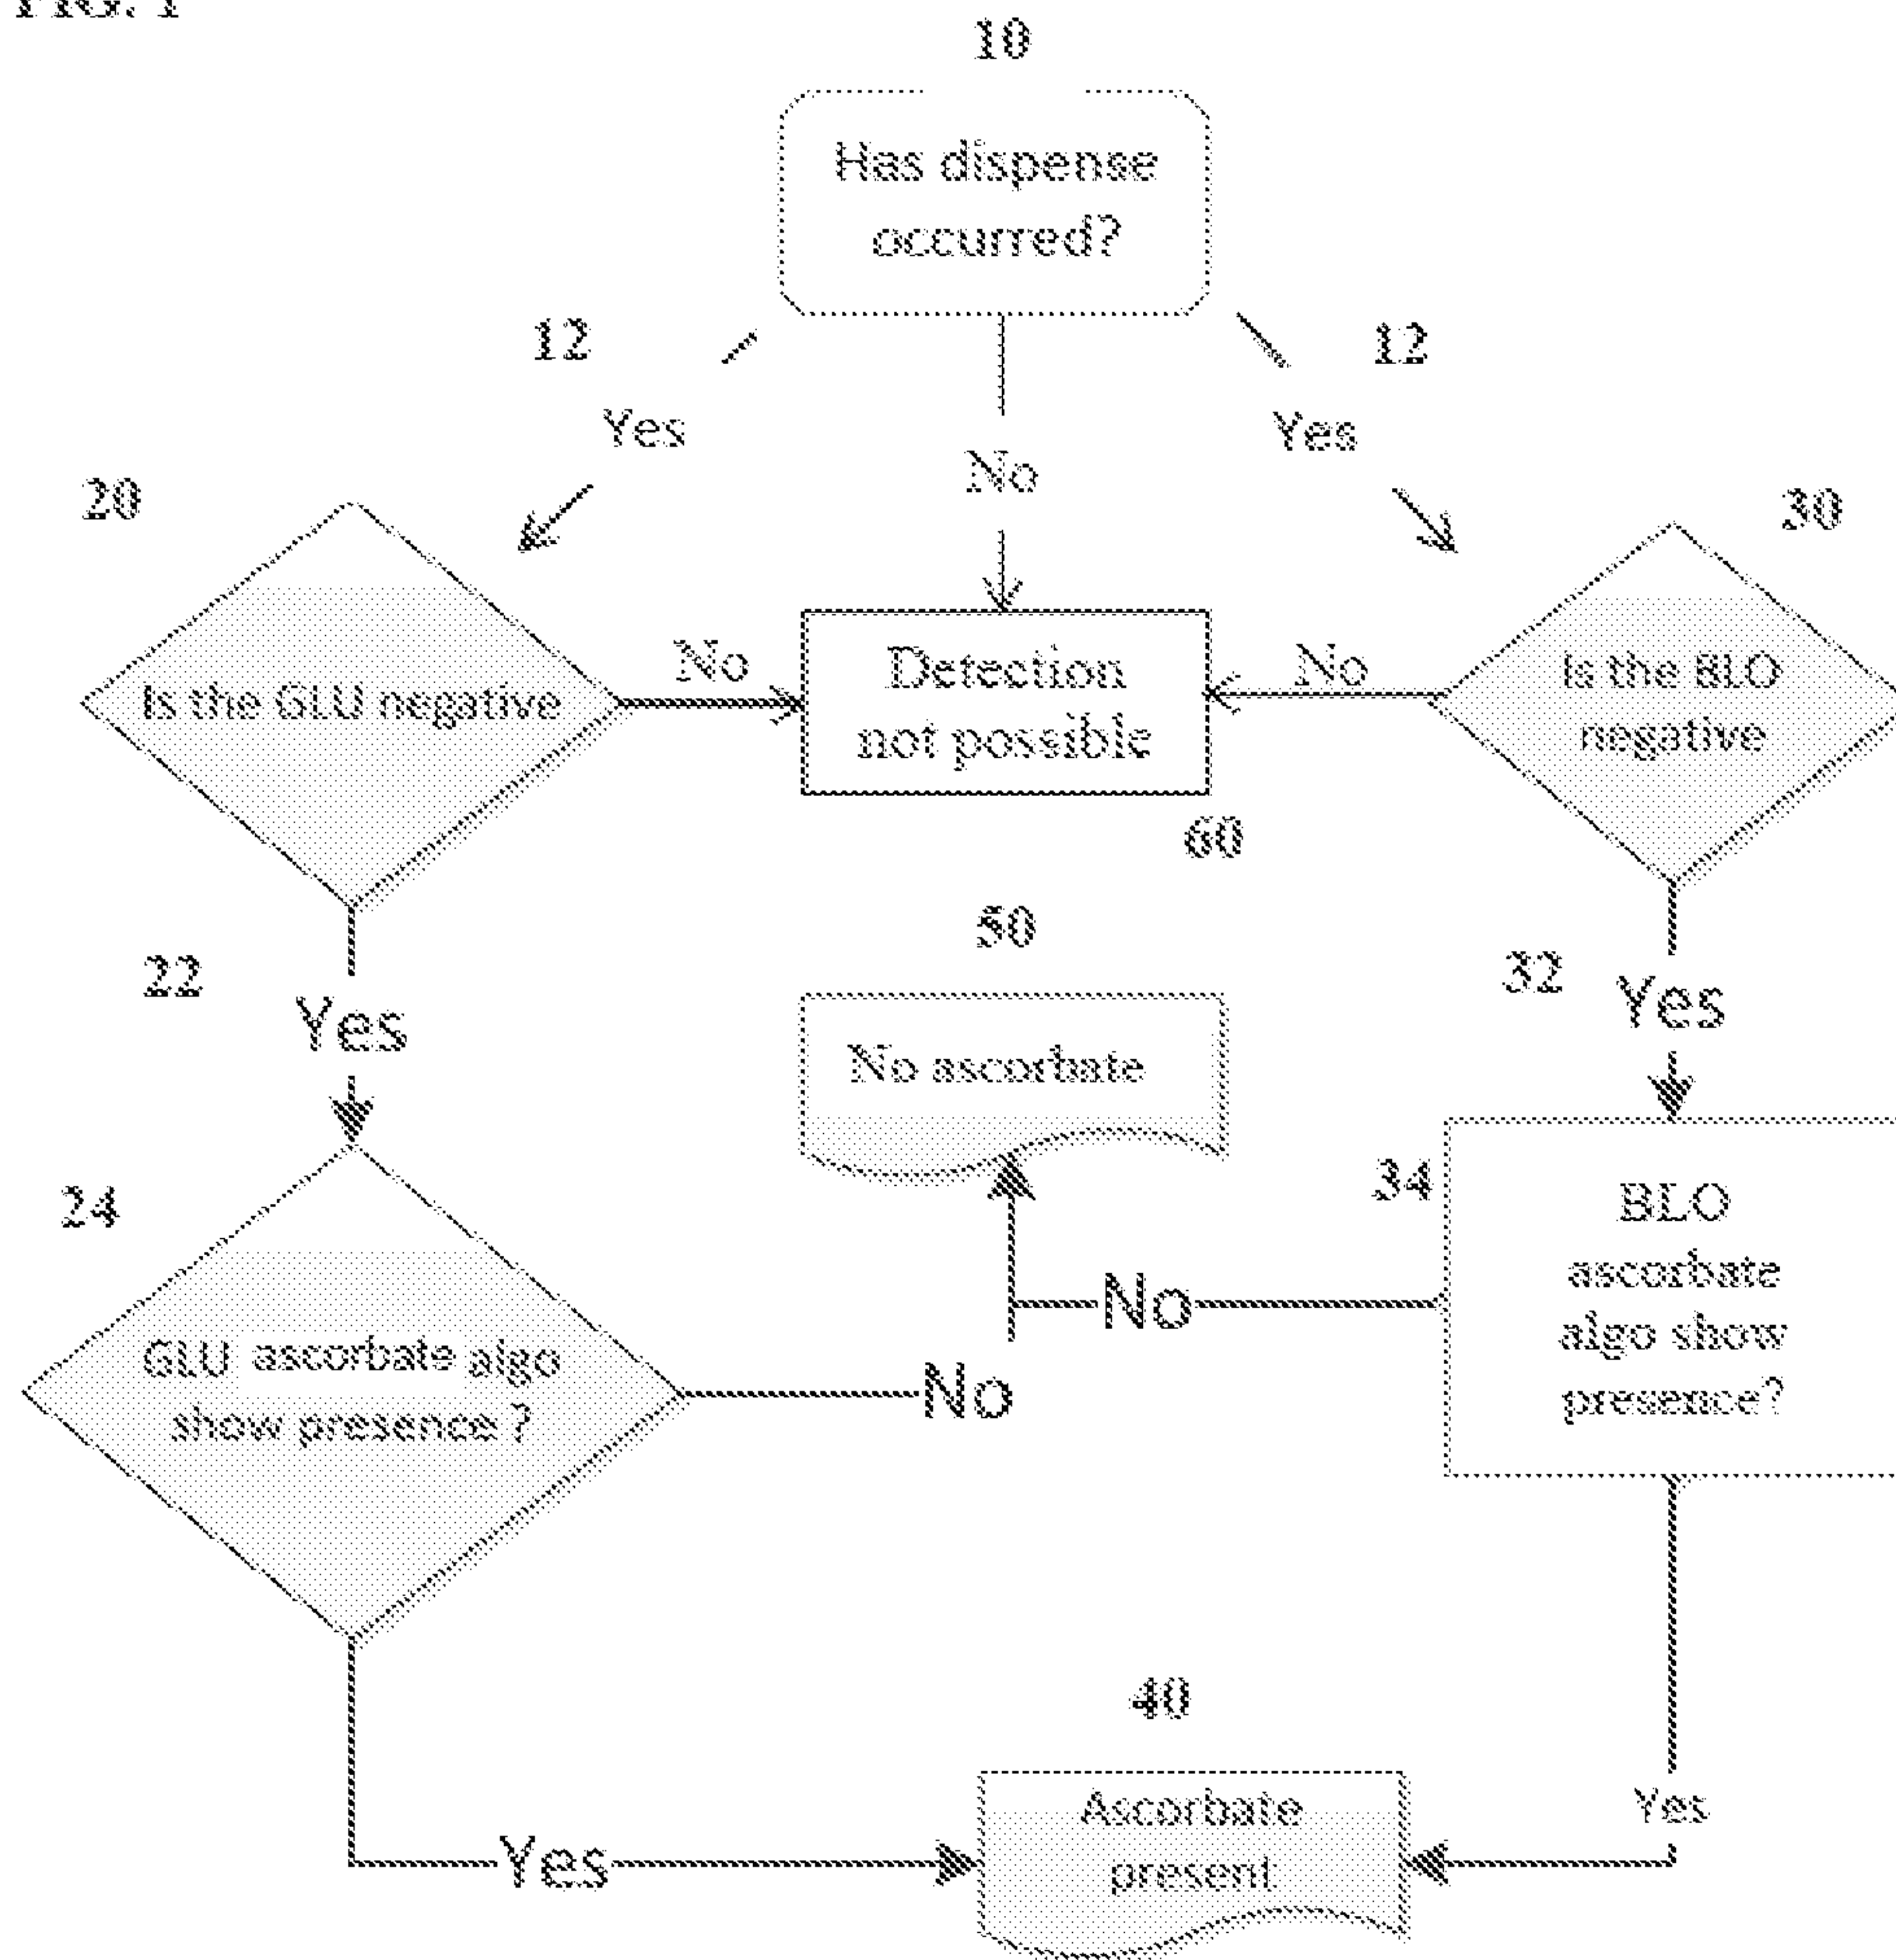 FIG. 1
10
Has dispense
occurred?
12
12
Yes
Yes
No
20
30
Is the GLU negative
No
Detection
not possible
No
Is the BLO
negative
60
50
22
Yes
32
Yes
No ascorbate
24
34
GLU ascorbate algo
show presence ?
BLO
ascorbate
algo show
presence?
No
No
40
Yes
Ascorbate
present
Yes